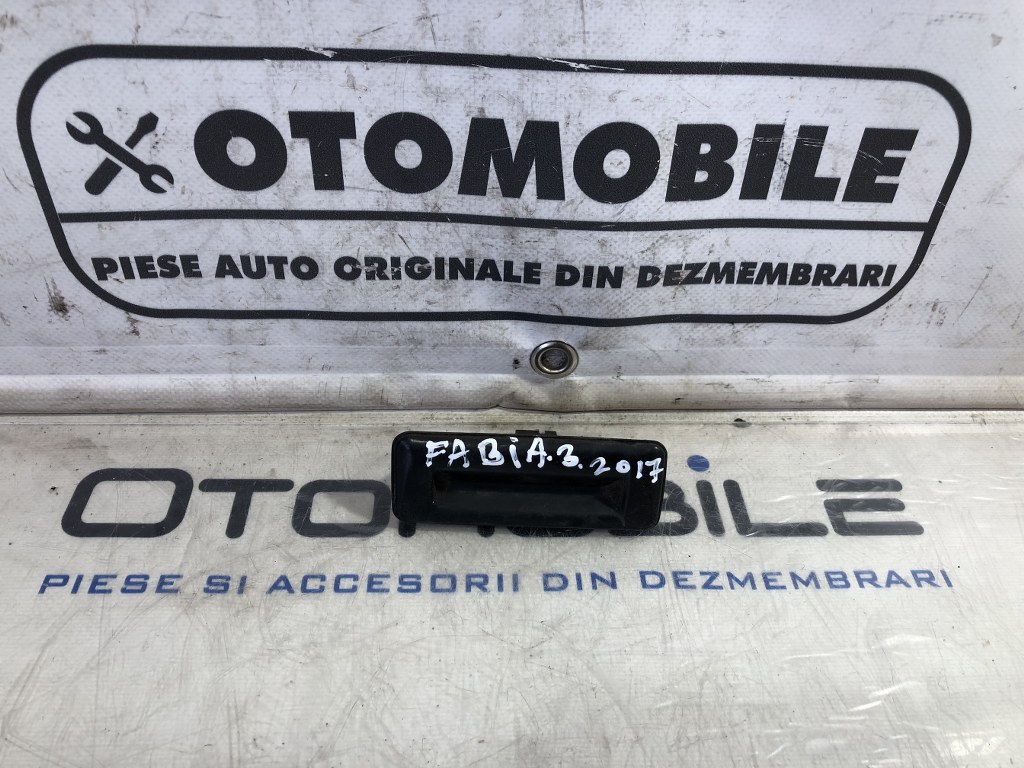 OTOMOBILE
PIESE AUTO ORIGINALE DIN DEZMEMBRARI
FABiA.3.2017
OTOMOBILE
PIESE SI ACCESORII DIN DEZMEMBRARI